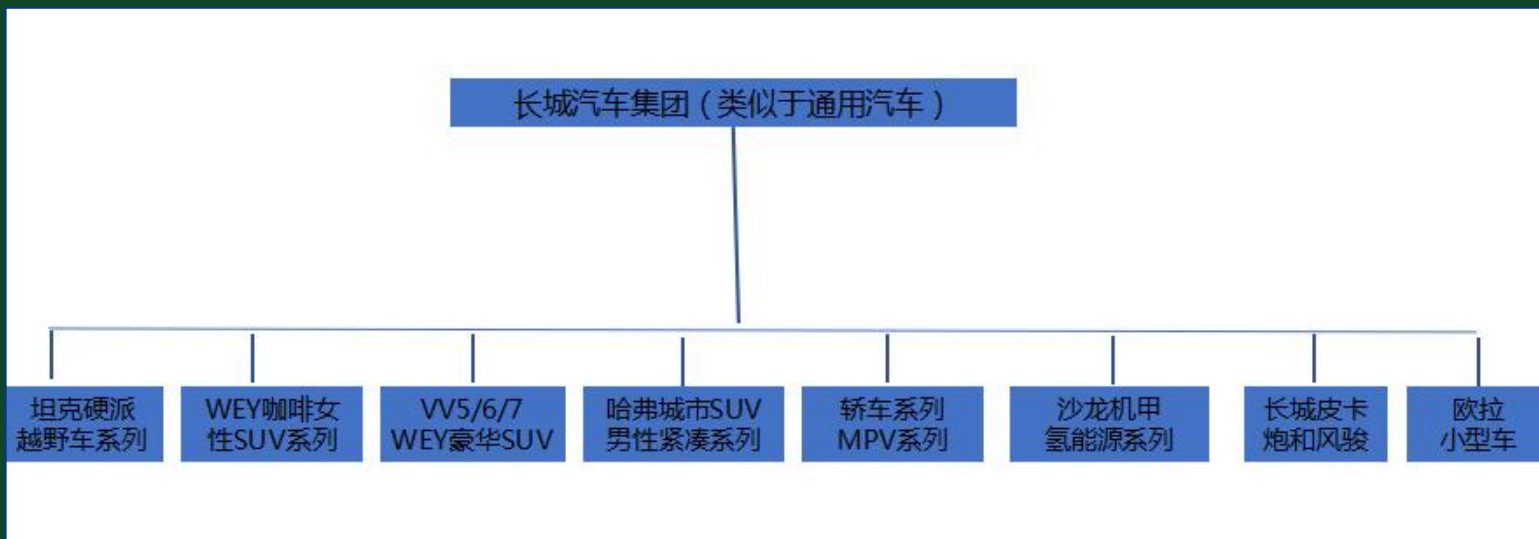 长城汽车集团（类似于通用汽车）
坦克硬派
越野车系列
WEY咖啡女
性SUV系列
VV5/6/7
WEY豪华SUV
哈弗城市SUV
男性紧凑系列
轿车系列
MPV系列
沙龙机甲
氢能源系列
长城皮卡
炮和风骏
欧拉
小型车